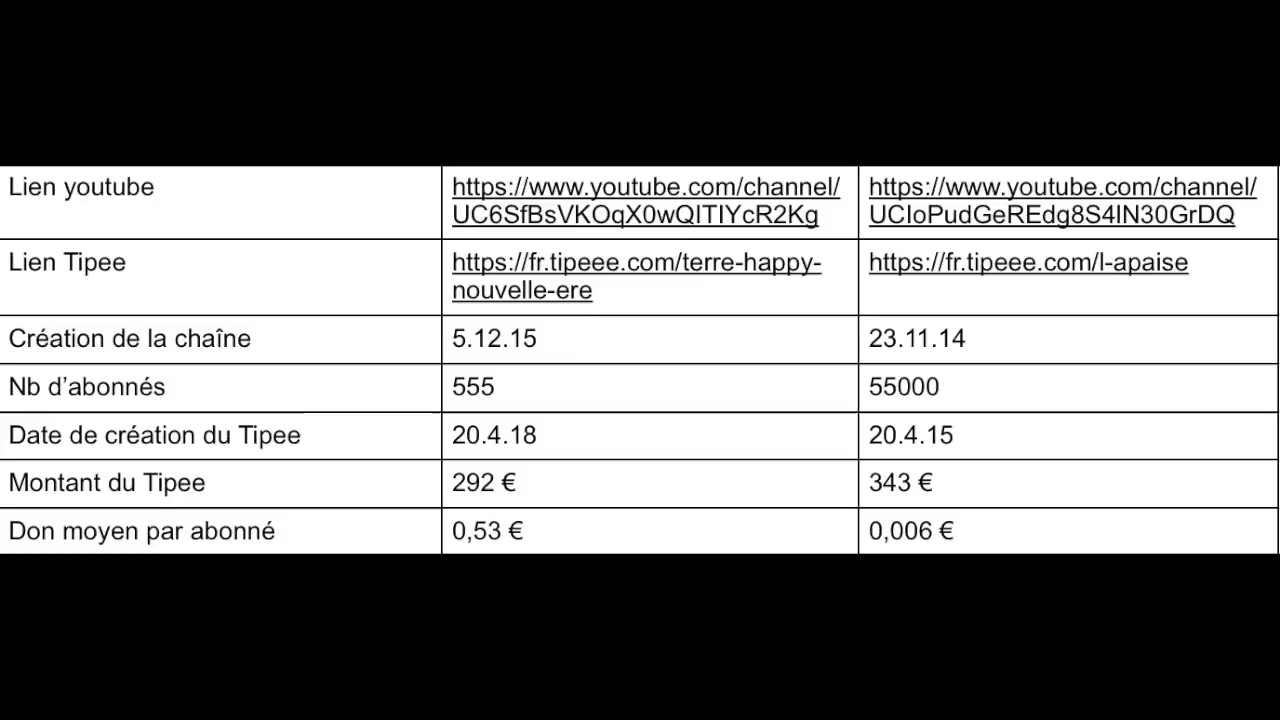 Lien youtube
https://www.youtube.com/channel/
UC6SfBsVKOqX0wQITIYcR2Kg
https://www.youtube.com/channel/
UCIoPudGeREdg8S4IN30GrDQ
Lien Tipee
https://fr.tipeee.com/terre-happy-
nouvelle-ere
https://fr.tipeee.com/l-apaise
Création de la chaîne
5.12.15
23.11.14
Nb d’abonnés
555
55000
Date de création du Tipee
20.4.18
20.4.15
Montant du Tipee
292 €
343 €
Don moyen par abonné
0,53 €
0,006 €